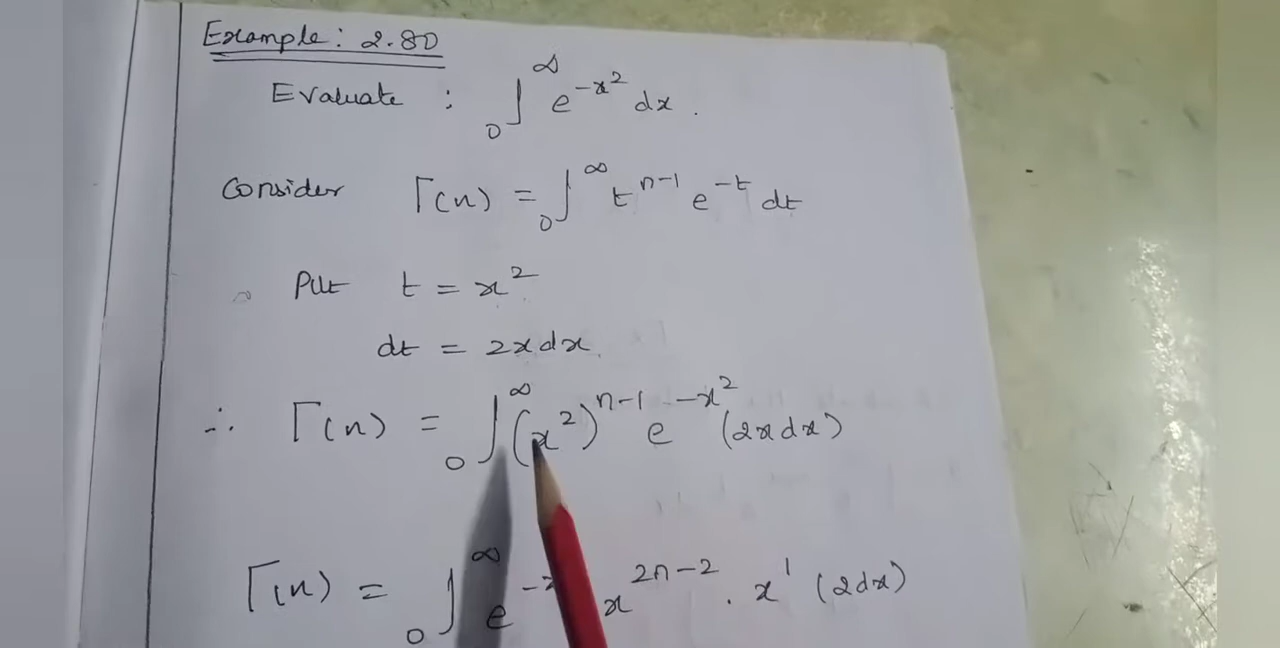 Example: 2.80
Evaluate : ₀∫^∞ e^{-x²} dx.
Consider Γ(n) = ₀∫^∞ t^{n-1} e^{-t} dt
Put t = x²
dt = 2x dx.
∴ Γ(n) = ₀∫^∞ (x²)^{n-1} e^{-x²} (2x dx)
Γ(n) = ₀∫^∞ e x^{2n-2} . x¹ (2dx)